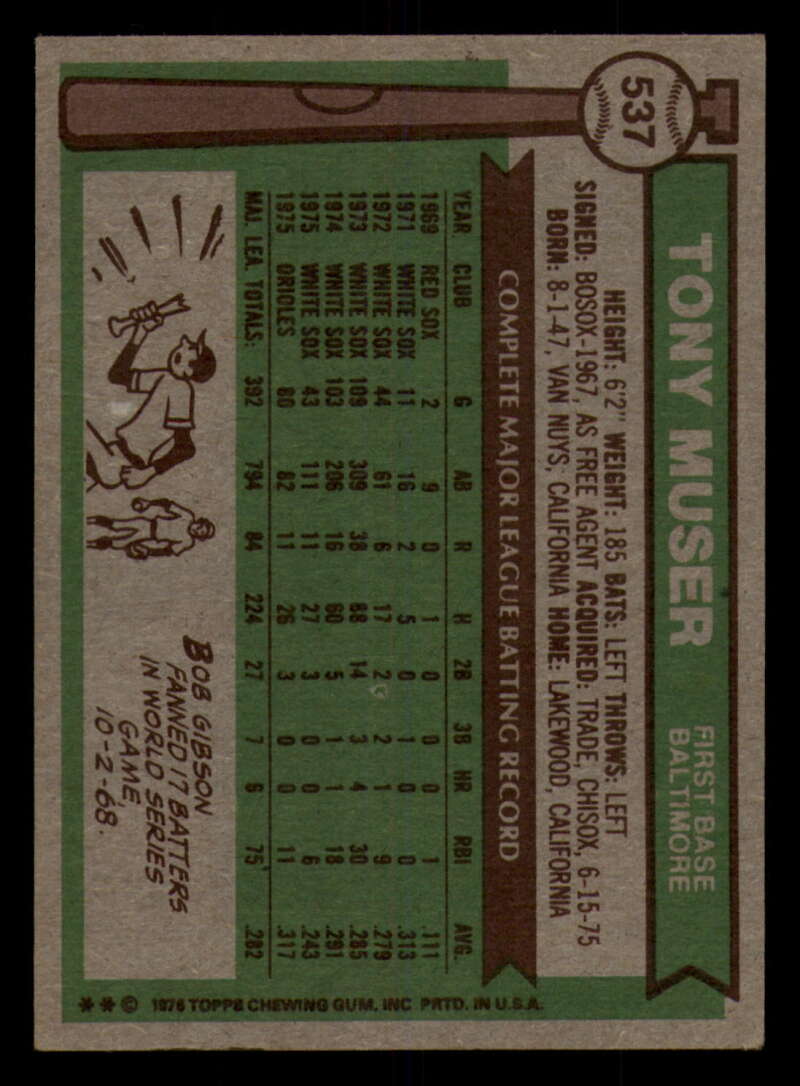 537
TONY MUSER
FIRST BASE
BALTIMORE
HEIGHT: 6'2" WEIGHT: 185 BATS: LEFT THROWS: LEFT
SIGNED: BOSOX-1967, AS FREE AGENT ACQUIRED: TRADE, CHISOX, 6-15-75
BORN: 8-1-47, VAN NUYS, CALIFORNIA HOME: LAKEWOOD, CALIFORNIA
COMPLETE MAJOR LEAGUE BATTING RECORD
YEAR CLUB G AB R H 2B 3B HR RBI AVG.
1969 RED SOX 2 9 0 1 0 0 0 1 .111
1971 WHITE SOX 11 16 2 5 0 1 0 0 .313
1972 WHITE SOX 44 61 6 17 2 2 1 9 .279
1973 WHITE SOX 109 309 38 88 14 3 4 30 .285
1974 WHITE SOX 103 206 16 60 5 1 1 18 .291
1975 WHITE SOX 43 111 11 27 3 0 0 6 .243
1975 ORIOLES 80 82 11 26 3 0 0 11 .317
MAJ. LEA. TOTALS: 392 794 84 224 27 7 6 75 .282
BOB GIBSON
FANNED 17 BATTERS
IN WORLD SERIES
GAME,
10-2-68.
**© 1976 TOPPS CHEWING GUM, INC PRTD. IN U.S.A.